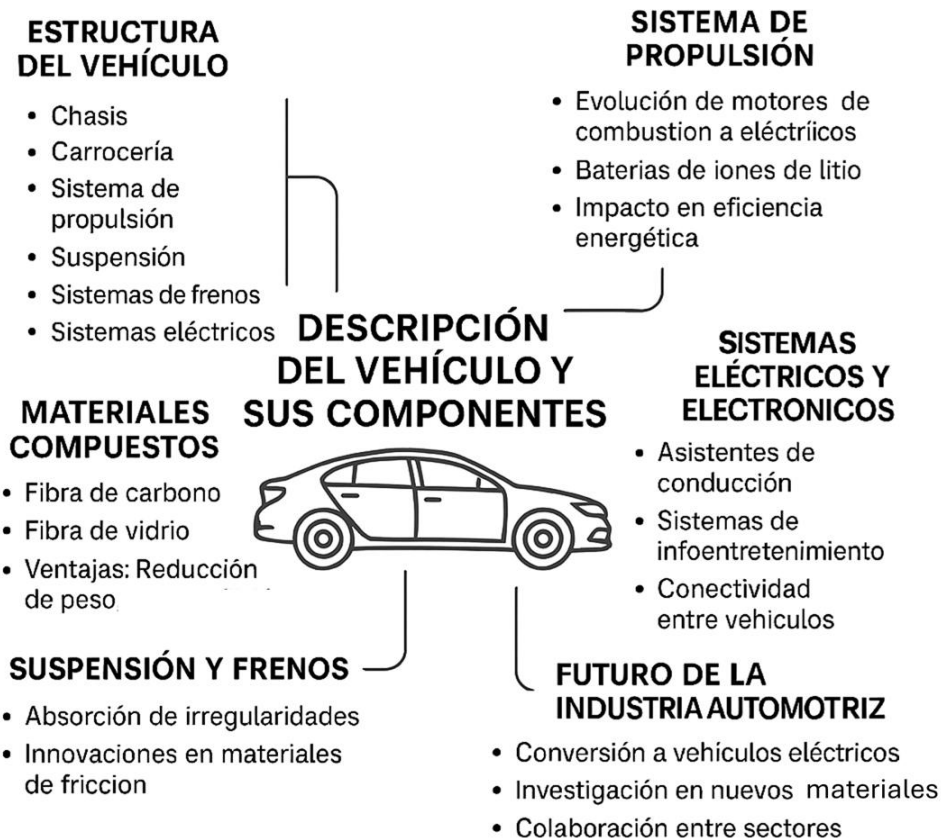 ESTRUCTURA
DEL VEHÍCULO
• Chasis
• Carrocería
• Sistema de
propulsión
• Suspensión
• Sistemas de frenos
• Sistemas eléctricos
SISTEMA DE
PROPULSIÓN
• Evolución de motores de
combustion a eléctríicos
• Baterias de iones de litio
• Impacto en eficiencia
energética
DESCRIPCIÓN
DEL VEHÍCULO Y
SUS COMPONENTES
MATERIALES
COMPUESTOS
• Fibra de carbono
• Fibra de vidrio
• Ventajas: Reducción
de peso
SISTEMAS
ELÉCTRICOS Y
ELECTRONICOS
• Asistentes de
conducción
• Sistemas de
infoentretenimiento
• Conectividad
entre vehiculos
SUSPENSIÓN Y FRENOS
• Absorción de irregularidades
• Innovaciones en materiales
de friccion
FUTURO DE LA
INDUSTRIA AUTOMOTRIZ
• Conversión a vehículos eléctricos
• Investigación en nuevos materiales
• Colaboración entre sectores